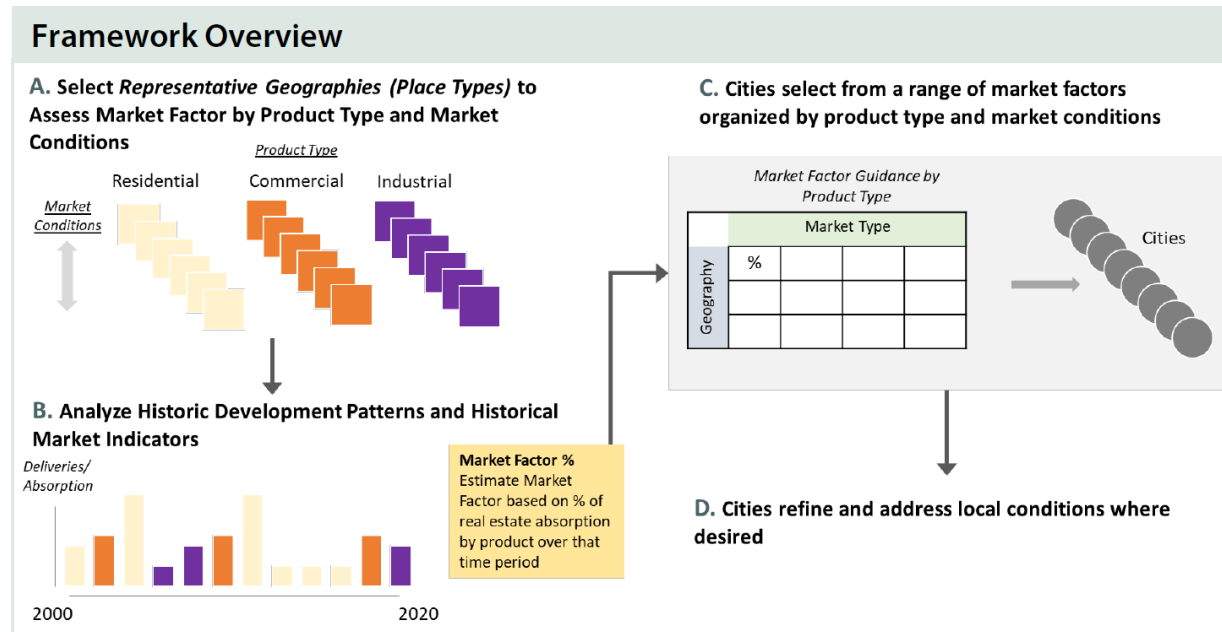 Framework Overview
A. Select Representative Geographies (Place Types) to
Assess Market Factor by Product Type and Market
Conditions
Product Type
Residential
Commercial
Industrial
Market
Conditions
B. Analyze Historic Development Patterns and Historical
Market Indicators
Deliveries/
Absorption
2000
2020
Market Factor %
Estimate Market
Factor based on % of
real estate absorption
by product over that
time period
C. Cities select from a range of market factors
organized by product type and market conditions
Market Factor Guidance by
Product Type
Market Type
Geography
%
Cities
D. Cities refine and address local conditions where
desired